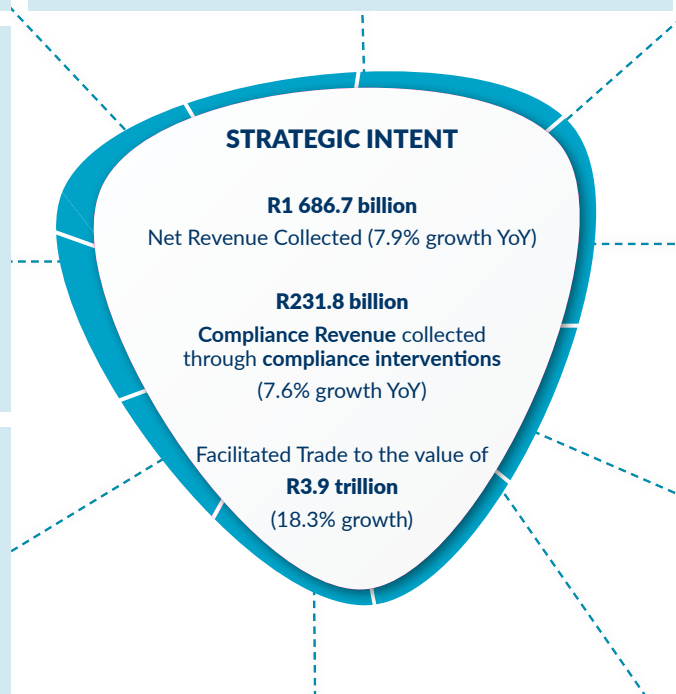 STRATEGIC INTENT
R1 686.7 billion
Net Revenue Collected (7.9% growth YoY)
R231.8 billion
Compliance Revenue collected
through compliance interventions
(7.6% growth YoY)
Facilitated Trade to the value of
R3.9 trillion
(18.3% growth)